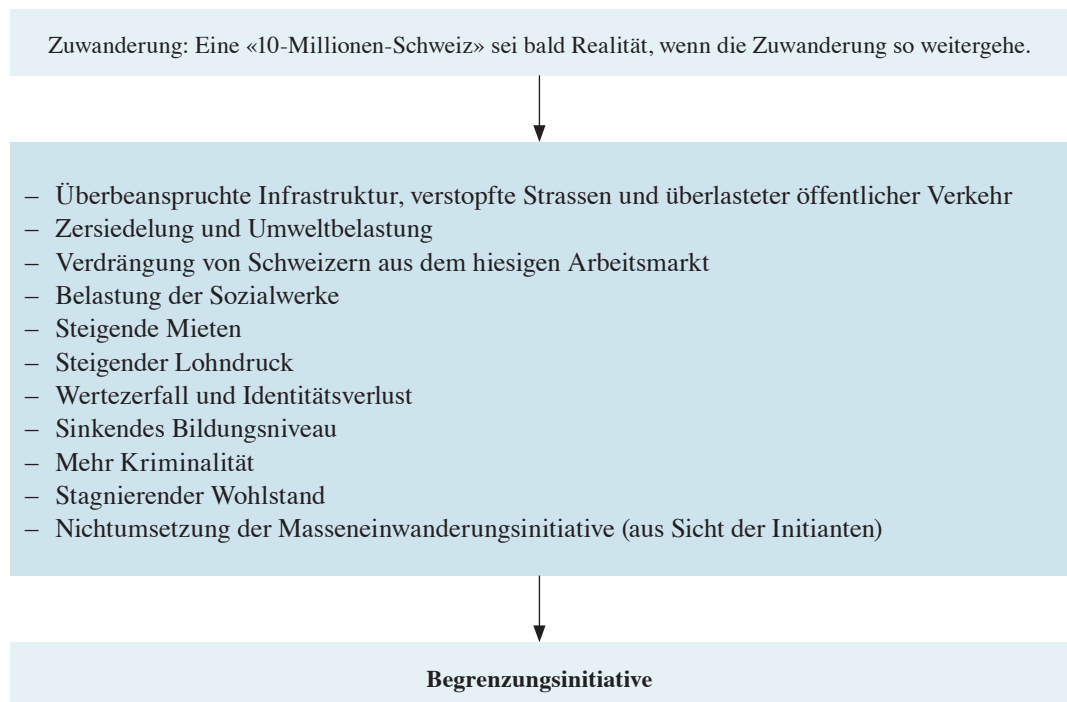 Zuwanderung: Eine «10-Millionen-Schweiz» sei bald Realität, wenn die Zuwanderung so weitergehe.
– Überbeanspruchte Infrastruktur, verstopfte Strassen und überlasteter öffentlicher Verkehr
– Zersiedelung und Umweltbelastung
– Verdrängung von Schweizern aus dem hiesigen Arbeitsmarkt
– Belastung der Sozialwerke
– Steigende Mieten
– Steigender Lohndruck
– Wertezerfall und Identitätsverlust
– Sinkendes Bildungsniveau
– Mehr Kriminalität
– Stagnierender Wohlstand
– Nichtumsetzung der Masseneinwanderungsinitiative (aus Sicht der Initianten)
Begrenzungsinitiative